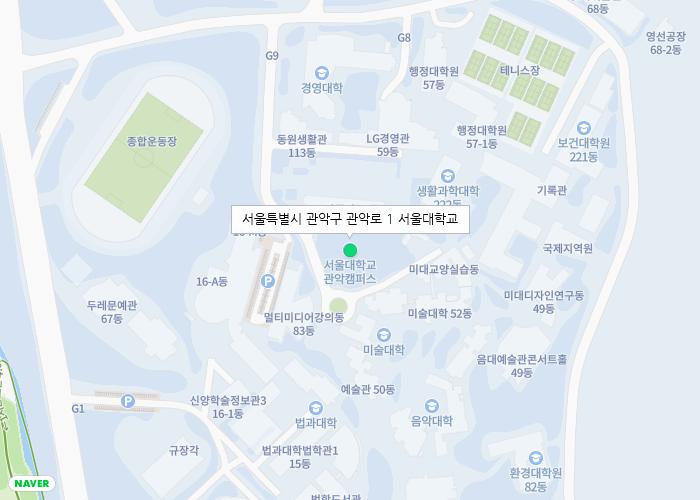 68동
영선공장
68-2동
G9
G8
행정대학원
57동
테니스장
경영대학
종합운동장
동원생활관
113동
LG경영관
59동
행정대학원
57-1동
보건대학원
221동
생활과학대학
222동
기록관
서울특별시 관악구 관악로 1 서울대학교
국제지역원
서울대학교
관악캠퍼스
미대교양실습동
16-A동
P
미대디자인연구동
49동
두레문예관
67동
멀티미디어강의동
83동
미술대학 52동
미술대학
음대예술관콘서트홀
49동
예술관 50동
G1
P
신양학술정보관3
16-1동
법과대학
음악대학
규장각
법과대학법학관1
15동
환경대학원
82동
법학도서관
NAVER